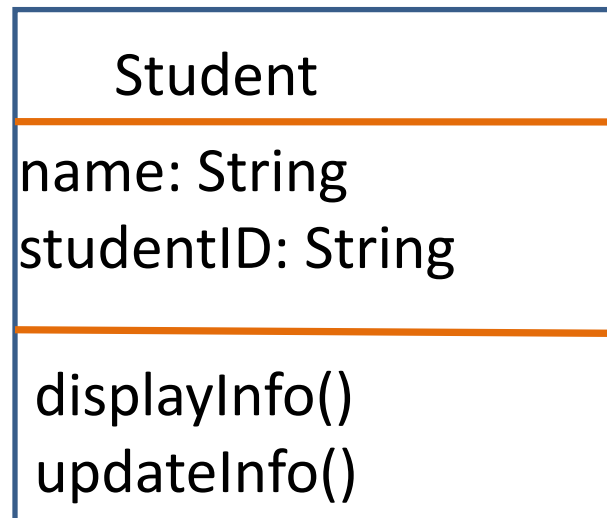 Student
name: String
studentID: String
displayInfo()
updateInfo()